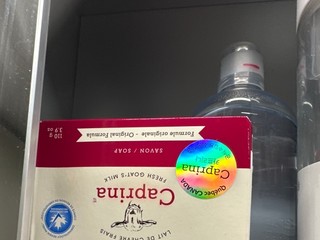 LAIT DE CHÈVRE FRAIS
Caprina
FRESH GOAT'S MILK
SAVON / SOAP
Formule originale - Original Formula
110 g
3.9 oz
Québec CANADA
Caprina